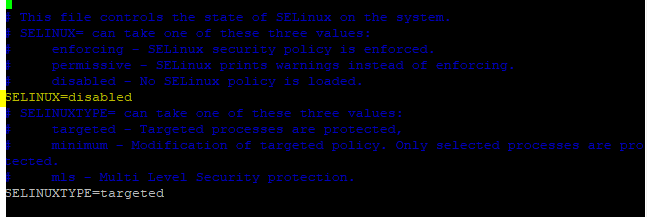 # This file controls the state of SELinux on the system.
# SELINUX= can take one of these three values:
#     enforcing - SELinux security policy is enforced.
#     permissive - SELinux prints warnings instead of enforcing.
#     disabled - No SELinux policy is loaded.
SELINUX=disabled
# SELINUXTYPE= can take one of these three values:
#     targeted - Targeted processes are protected,
#     minimum - Modification of targeted policy. Only selected processes are pro
tected.
#     mls - Multi Level Security protection.
SELINUXTYPE=targeted